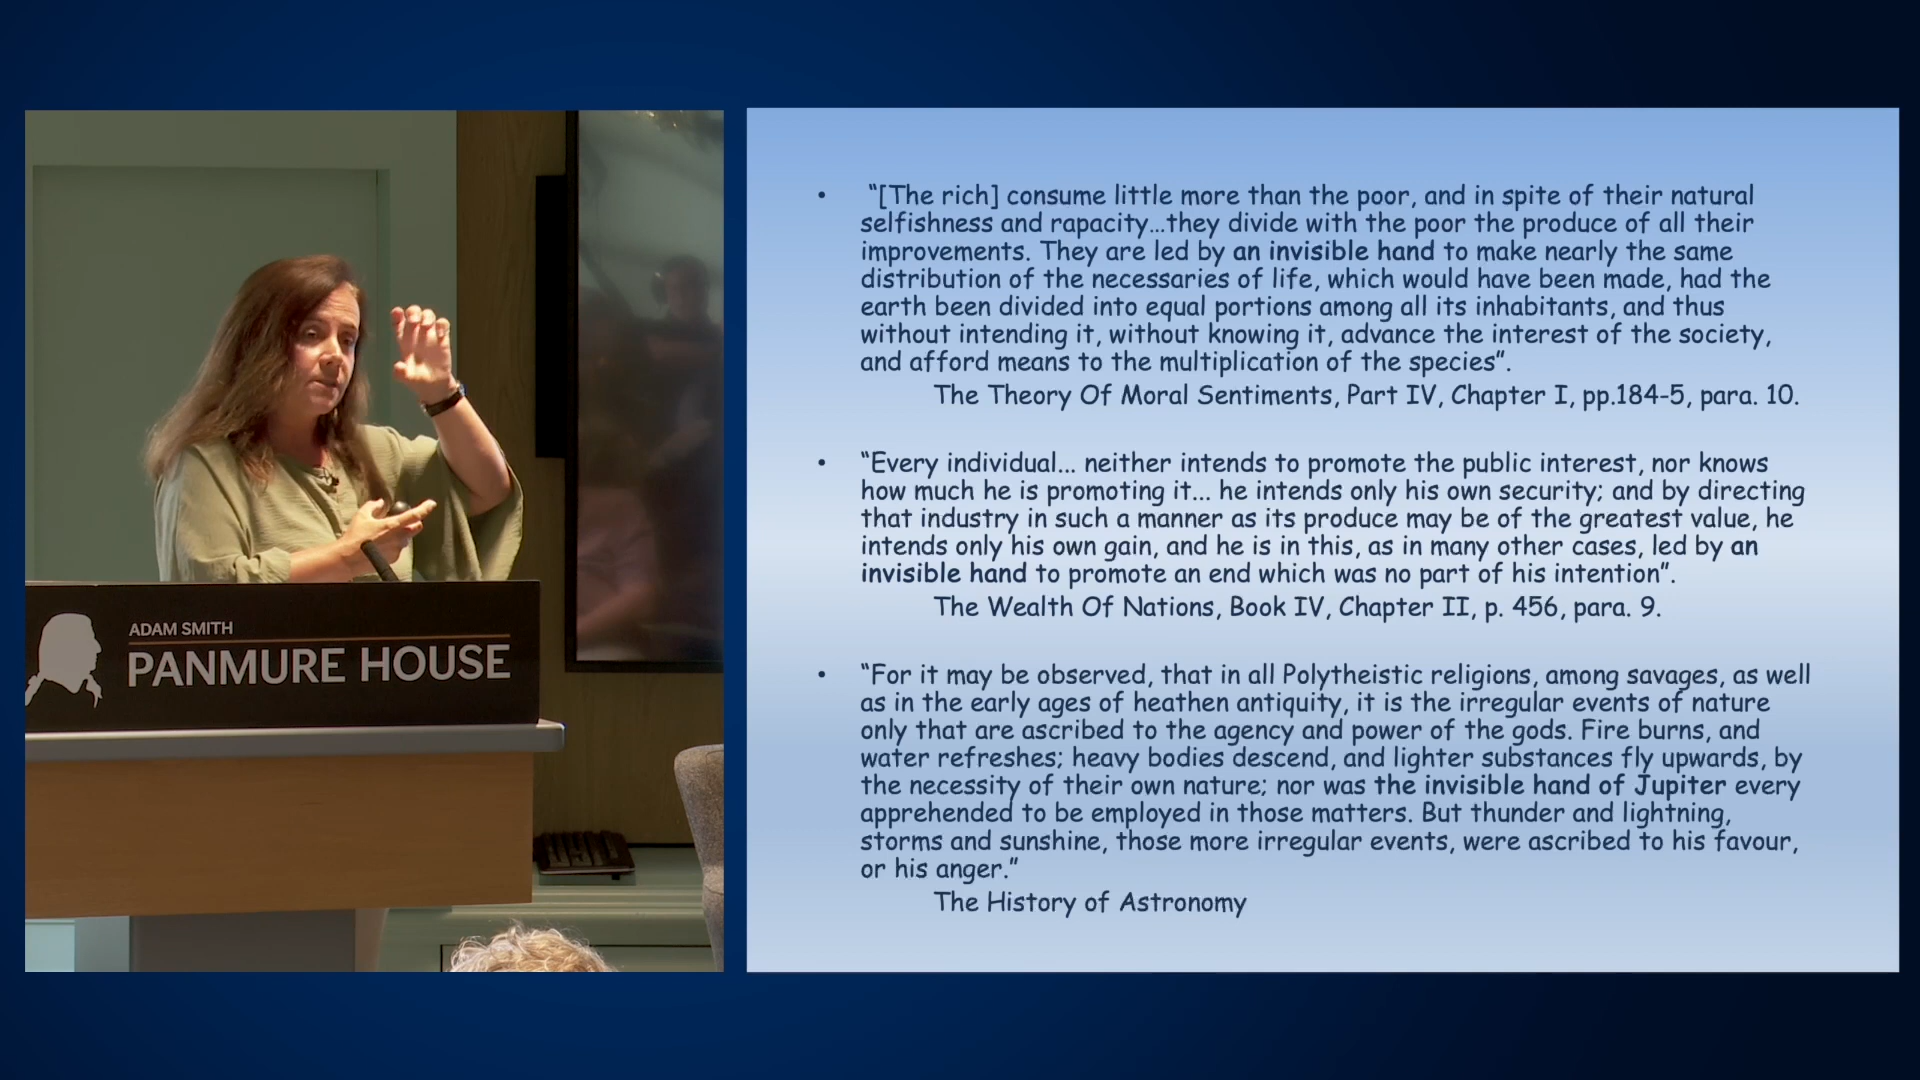 ADAM SMITH
PANMURE HOUSE
• “[The rich] consume little more than the poor, and in spite of their natural
selfishness and rapacity...they divide with the poor the produce of all their
improvements. They are led by an invisible hand to make nearly the same
distribution of the necessaries of life, which would have been made, had the
earth been divided into equal portions among all its inhabitants, and thus
without intending it, without knowing it, advance the interest of the society,
and afford means to the multiplication of the species”.
The Theory Of Moral Sentiments, Part IV, Chapter I, pp.184-5, para. 10.
• “Every individual... neither intends to promote the public interest, nor knows
how much he is promoting it... he intends only his own security; and by directing
that industry in such a manner as its produce may be of the greatest value, he
intends only his own gain, and he is in this, as in many other cases, led by an
invisible hand to promote an end which was no part of his intention”.
The Wealth Of Nations, Book IV, Chapter II, p. 456, para. 9.
• “For it may be observed, that in all Polytheistic religions, among savages, as well
as in the early ages of heathen antiquity, it is the irregular events of nature
only that are ascribed to the agency and power of the gods. Fire burns, and
water refreshes; heavy bodies descend, and lighter substances fly upwards, by
the necessity of their own nature; nor was the invisible hand of Jupiter every
apprehended to be employed in those matters. But thunder and lightning,
storms and sunshine, those more irregular events, were ascribed to his favour,
or his anger.”
The History of Astronomy